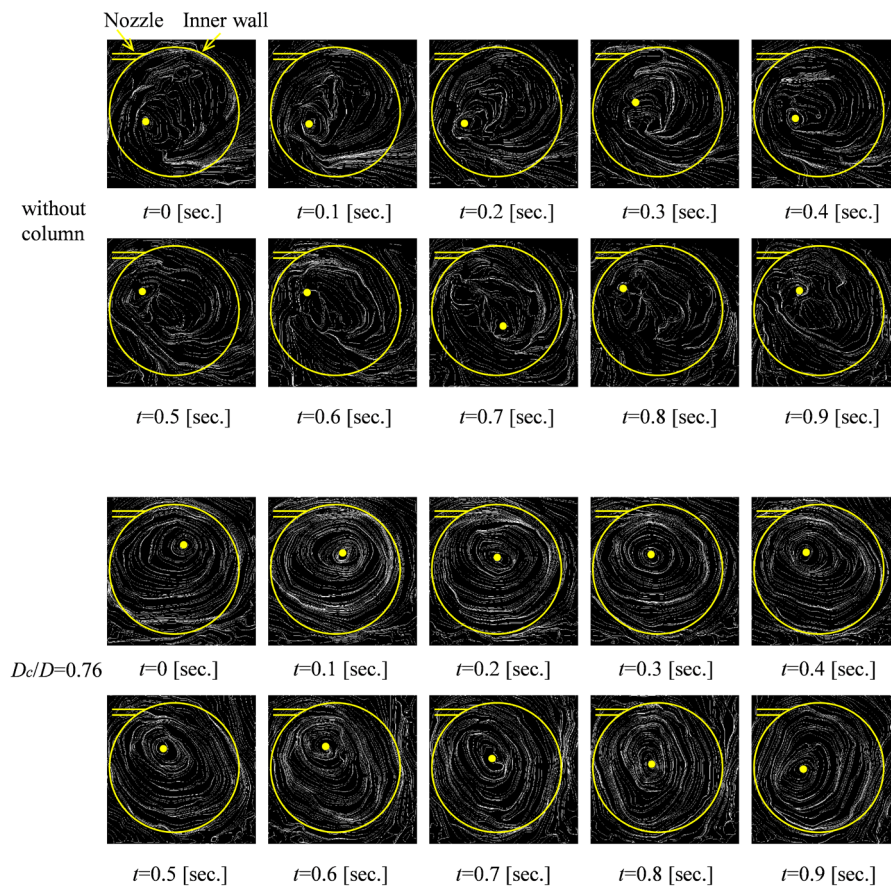 Nozzle Inner wall
t=0 [sec.] t=0.1 [sec.] t=0.2 [sec.] t=0.3 [sec.] t=0.4 [sec.]
without
column
t=0.5 [sec.] t=0.6 [sec.] t=0.7 [sec.] t=0.8 [sec.] t=0.9 [sec.]
Dc/D=0.76
t=0 [sec.] t=0.1 [sec.] t=0.2 [sec.] t=0.3 [sec.] t=0.4 [sec.]
t=0.5 [sec.] t=0.6 [sec.] t=0.7 [sec.] t=0.8 [sec.] t=0.9 [sec.]